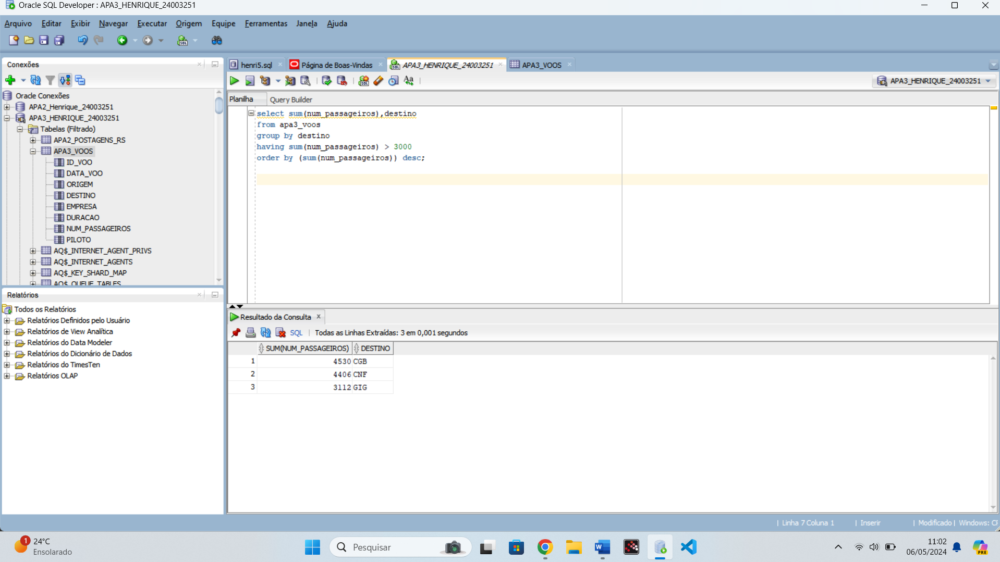 Oracle SQL Developer : APA3_HENRIQUE_24003251
Arquivo Editar Exibir Navegar Executar Origem Equipe Ferramentas Janela Ajuda
Conexões
Oracle Conexões
APA2_Henrique_24003251
APA3_HENRIQUE_24003251
Tabelas (Filtrado)
APA2_POSTAGENS_RS
APA3_VOOS
ID_VOO
DATA_VOO
ORIGEM
DESTINO
EMPRESA
DURACAO
NUM_PASSAGEIROS
PILOTO
AQ$_INTERNET_AGENT_PRIVS
AQ$_INTERNET_AGENTS
AQ$_KEY_SHARD_MAP
AQ$_QUEUE_TABLES
Relatórios
Todos os Relatórios
Relatórios Definidos pelo Usuário
Relatórios de View Analítica
Relatórios do Data Modeler
Relatórios do Dicionário de Dados
Relatórios do TimesTen
Relatórios OLAP
henri5.sql Página de Boas-Vindas APA3_HENRIQUE_24003251 APA3_VOOS
APA3_HENRIQUE_24003251
Planilha Query Builder
select sum(num_passageiros),destino
from apa3_voos
group by destino
having sum(num_passageiros) > 3000
order by (sum(num_passageiros)) desc;
Resultado da Consulta
SQL | Todas as Linhas Extraídas: 3 em 0,001 segundos
SUM(NUM_PASSAGEIROS) DESTINO
1 4530 CGB
2 4406 CNF
3 3112 GIG
| Linha 7 Coluna 1 | Inserir | Modificado | Windows: CF
1 24°C
Ensolarado
Pesquisar
11:02
06/05/2024
PRE